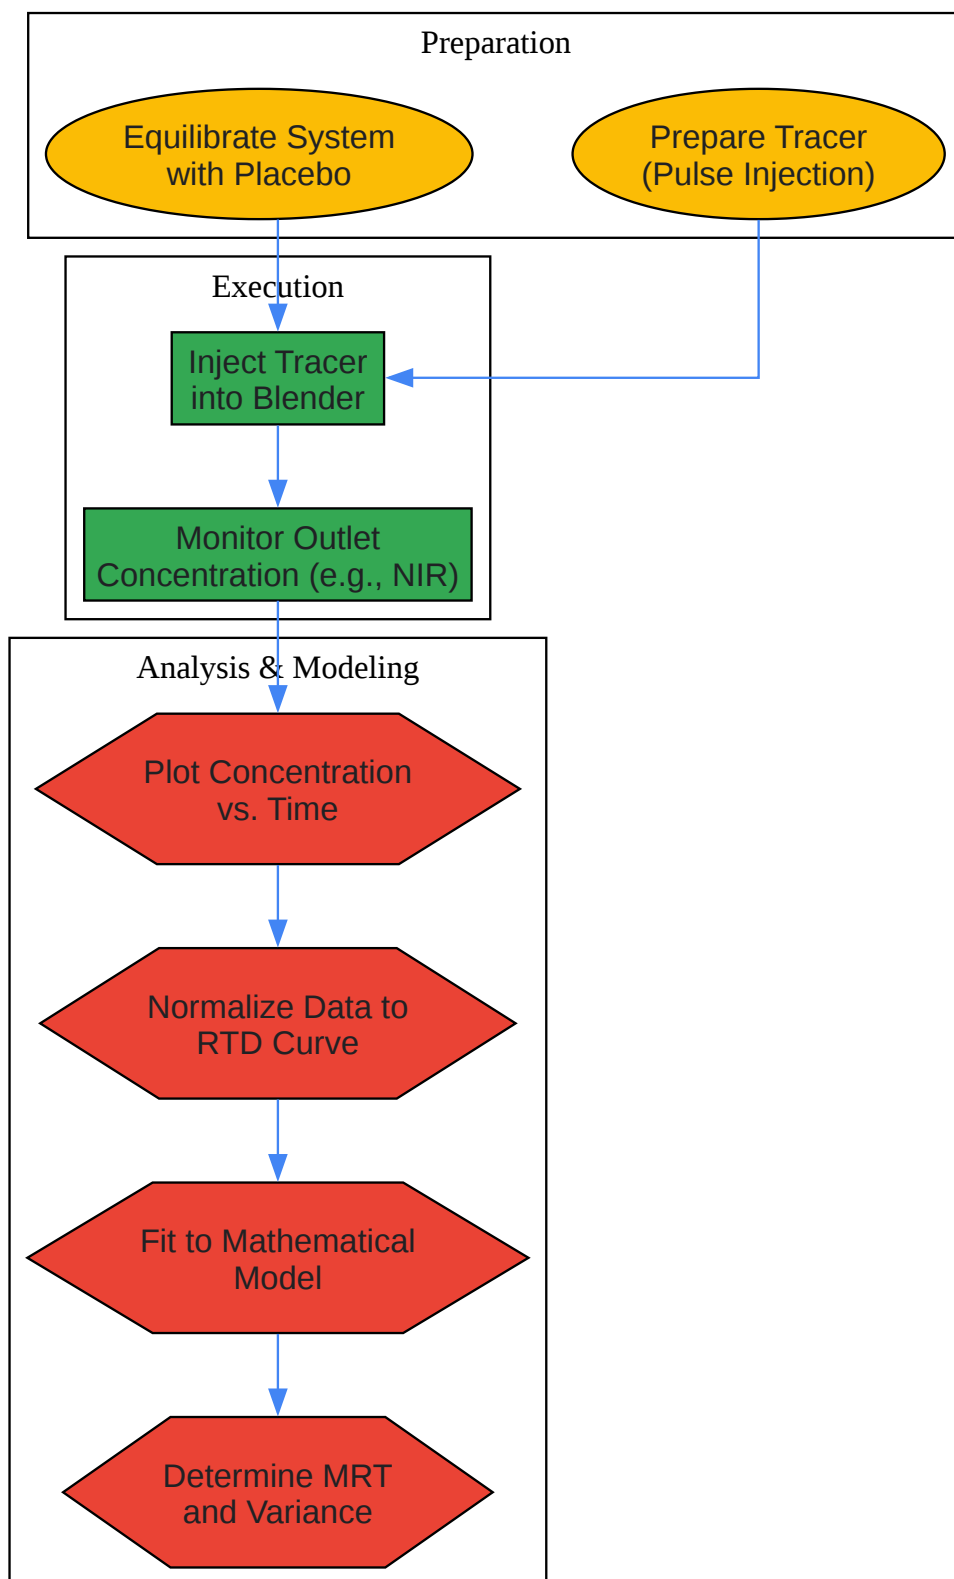 Preparation
Equilibrate System
with Placebo
Prepare Tracer
(Pulse Injection)
Execution
Inject Tracer
into Blender
Monitor Outlet
Concentration (e.g., NIR)
Analysis & Modeling
Plot Concentration
vs. Time
Normalize Data to
RTD Curve
Fit to Mathematical
Model
Determine MRT
and Variance